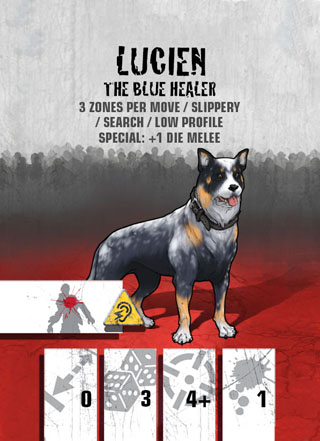 LUCIEN
THE BLUE HEALER
3 ZONES PER MOVE / SLIPPERY
/ SEARCH / LOW PROFILE
SPECIAL: +1 DIE MELEE
0 3 4+ 1